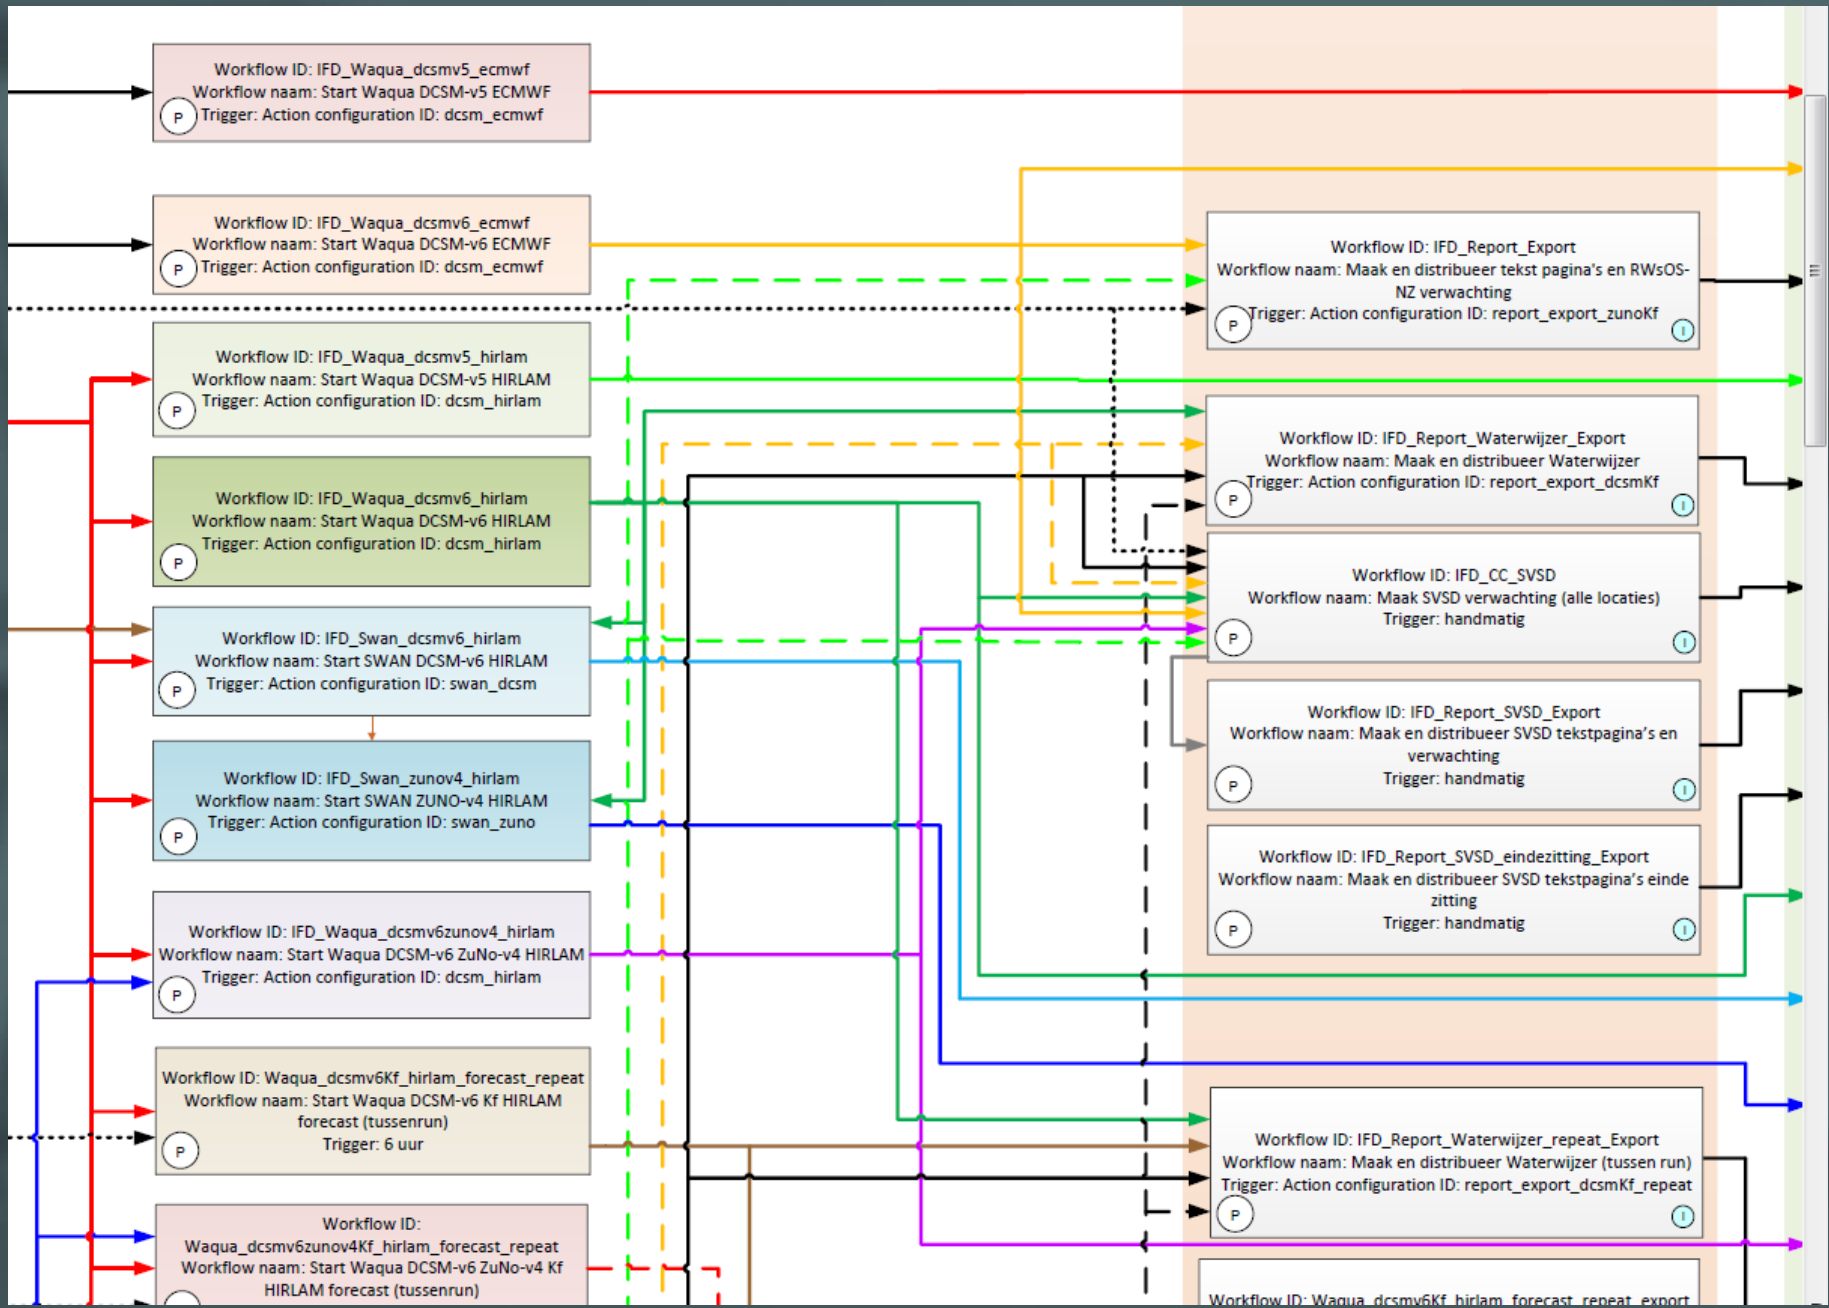 Workflow ID: IFD_Waqua_dcsmv5_ecmwf
Workflow naam: Start Waqua DCSM-v5 ECMWF
Trigger: Action configuration ID: dcsm_ecmwf
P
Workflow ID: IFD_Waqua_dcsmv6_ecmwf
Workflow naam: Start Waqua DCSM-v6 ECMWF
Trigger: Action configuration ID: dcsm_ecmwf
P
Workflow ID: IFD_Waqua_dcsmv5_hirlam
Workflow naam: Start Waqua DCSM-v5 HIRLAM
Trigger: Action configuration ID: dcsm_hirlam
P
Workflow ID: IFD_Waqua_dcsmv6_hirlam
Workflow naam: Start Waqua DCSM-v6 HIRLAM
Trigger: Action configuration ID: dcsm_hirlam
P
Workflow ID: IFD_Swan_dcsmv6_hirlam
Workflow naam: Start SWAN DCSM-v6 HIRLAM
Trigger: Action configuration ID: swan_dcsm
P
Workflow ID: IFD_Swan_zunov4_hirlam
Workflow naam: Start SWAN ZUNO-v4 HIRLAM
Trigger: Action configuration ID: swan_zuno
P
Workflow ID: IFD_Waqua_dcsmv6zunov4_hirlam
Workflow naam: Start Waqua DCSM-v6 ZuNo-v4 HIRLAM
Trigger: Action configuration ID: dcsm_hirlam
P
Workflow ID: Waqua_dcsmv6Kf_hirlam_forecast_repeat
Workflow naam: Start Waqua DCSM-v6 Kf HIRLAM
forecast (tussenrun)
Trigger: 6 uur
P
Workflow ID:
Waqua_dcsmv6zunov4Kf_hirlam_forecast_repeat
Workflow naam: Start Waqua DCSM-v6 ZuNo-v4 Kf
HIRLAM forecast (tussenrun)
Workflow ID: IFD_Report_Export
Workflow naam: Maak en distribueer tekst pagina's en RWsOS-
NZ verwachting
Trigger: Action configuration ID: report_export_zunoKf
P
I
Workflow ID: IFD_Report_Waterwijzer_Export
Workflow naam: Maak en distribueer Waterwijzer
Trigger: Action configuration ID: report_export_dcsmKf
P
I
Workflow ID: IFD_CC_SVSD
Workflow naam: Maak SVSD verwachting (alle locaties)
Trigger: handmatig
P
I
Workflow ID: IFD_Report_SVSD_Export
Workflow naam: Maak en distribueer SVSD tekstpagina's en
verwachting
Trigger: handmatig
P
I
Workflow ID: IFD_Report_SVSD_eindezitting_Export
Workflow naam: Maak en distribueer SVSD tekstpagina's einde
zitting
Trigger: handmatig
P
I
Workflow ID: IFD_Report_Waterwijzer_repeat_Export
Workflow naam: Maak en distribueer Waterwijzer (tussen run)
Trigger: Action configuration ID: report_export_dcsmKf_repeat
P
I
Workflow ID: Waqua_dcsmv6Kf_hirlam_forecast_repeat_export